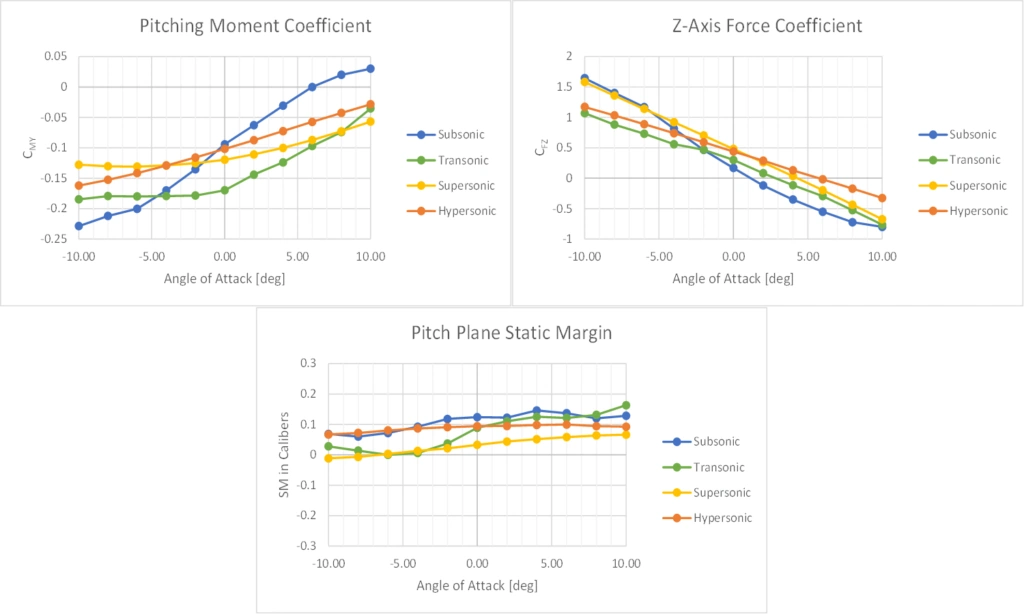 Pitching Moment Coefficient
0.05
0
-0.05
-0.1
-0.15
-0.2
-0.25
C_MY
-10.00 -5.00 0.00 5.00 10.00
Angle of Attack [deg]
Subsonic
Transonic
Supersonic
Hypersonic
Z-Axis Force Coefficient
2
1.5
1
0.5
0
-0.5
-1
C_FZ
-10.00 -5.00 0.00 5.00 10.00
Angle of Attack [deg]
Subsonic
Transonic
Supersonic
Hypersonic
Pitch Plane Static Margin
0.3
0.2
0.1
0
-0.1
-0.2
-0.3
SM in Calibers
-10.00 -5.00 0.00 5.00 10.00
Angle of Attack [deg]
Subsonic
Transonic
Supersonic
Hypersonic